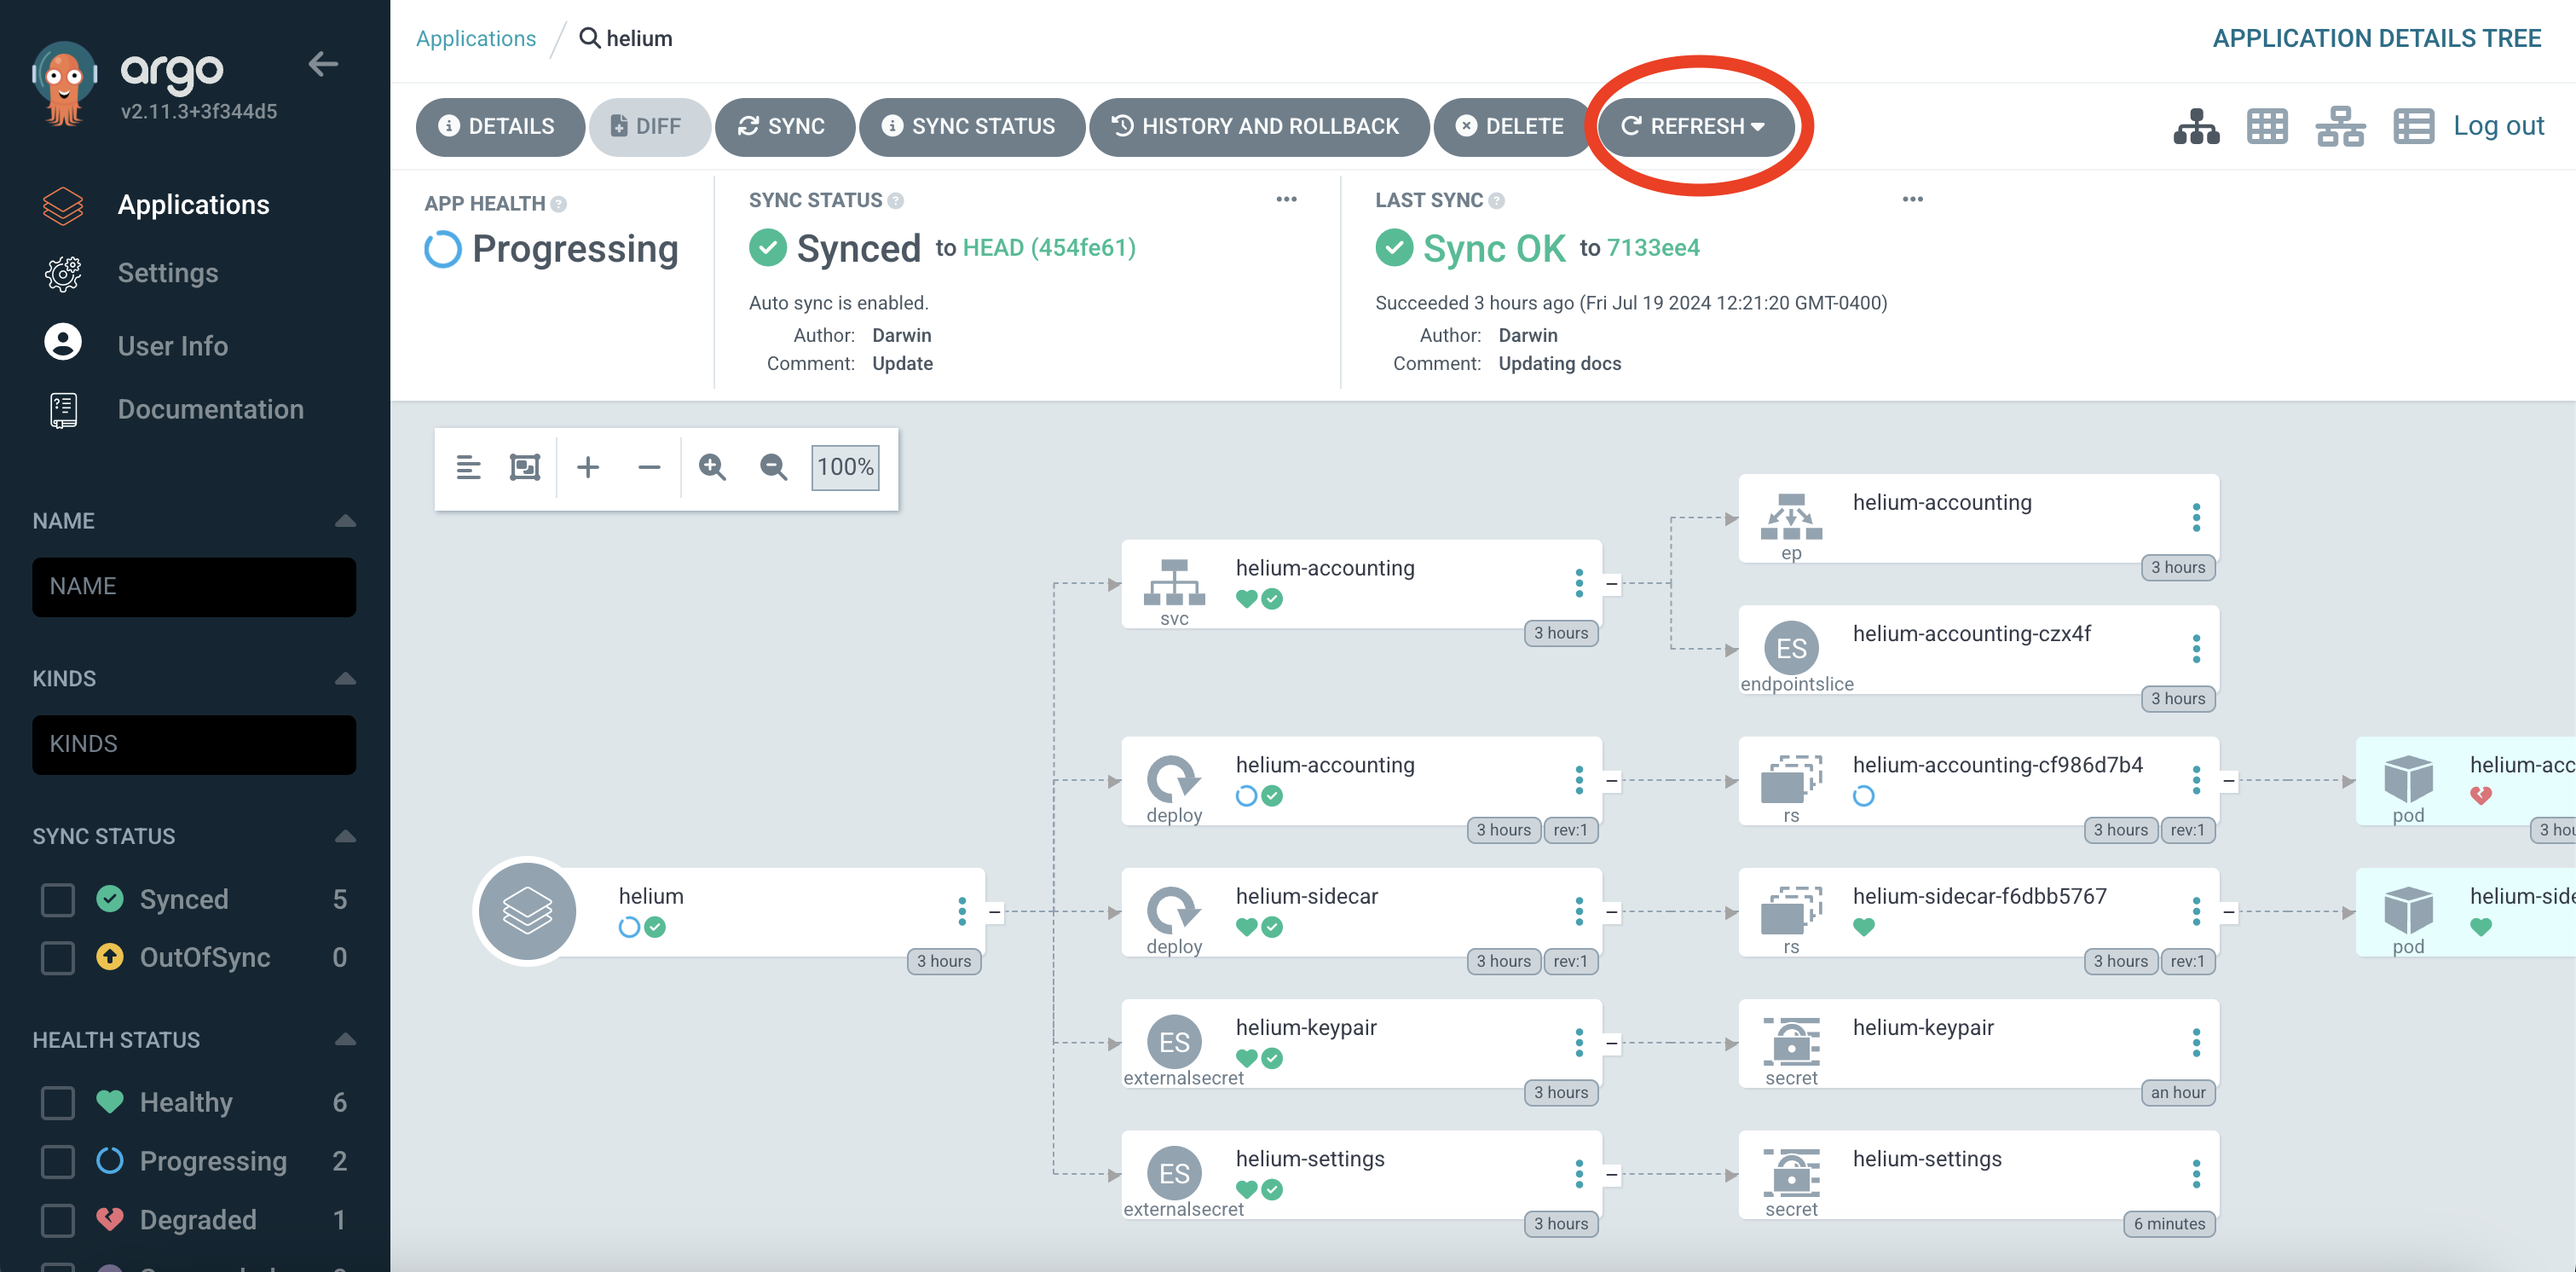 argo
v2.11.3+3f344d5
Applications
Settings
User Info
Documentation
NAME
NAME
KINDS
KINDS
SYNC STATUS
Synced 5
OutOfSync 0
HEALTH STATUS
Healthy 6
Progressing 2
Degraded 1
Applications / helium
APPLICATION DETAILS TREE
DETAILS DIFF SYNC SYNC STATUS HISTORY AND ROLLBACK DELETE REFRESH
Log out
APP HEALTH
Progressing
SYNC STATUS
Synced to HEAD (454fe61)
Auto sync is enabled.
Author: Darwin
Comment: Update
LAST SYNC
Sync OK to 7133ee4
Succeeded 3 hours ago (Fri Jul 19 2024 12:21:20 GMT-0400)
Author: Darwin
Comment: Updating docs
100%
helium
3 hours
helium-accounting
svc
3 hours
helium-accounting
ep
3 hours
ES
helium-accounting-czx4f
endpointslice
3 hours
helium-accounting
deploy
3 hours rev:1
helium-accounting-cf986d7b4
rs
3 hours rev:1
helium-acc
pod
3 hou
helium-sidecar
deploy
3 hours rev:1
helium-sidecar-f6dbb5767
rs
3 hours rev:1
helium-side
pod
ES
helium-keypair
externalsecret
3 hours
helium-keypair
secret
an hour
ES
helium-settings
externalsecret
3 hours
helium-settings
secret
6 minutes